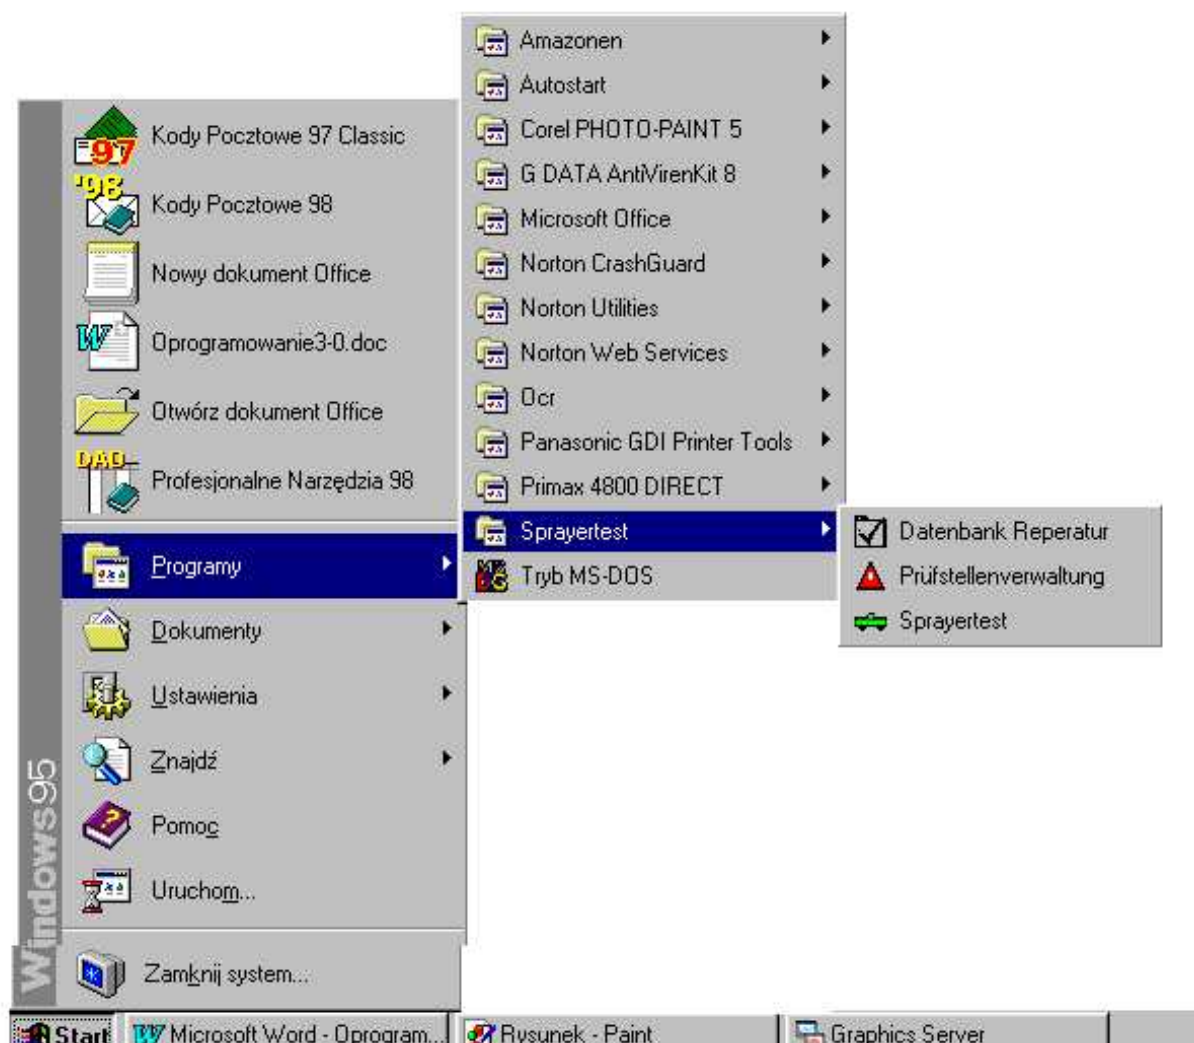 Kody Pocztowe 97 Classic
Kody Pocztowe 98
Nowy dokument Office
Oprogramowanie3-0.doc
Otwórz dokument Office
Profesjonalne Narzędzia 98
Programy
Dokumenty
Ustawienia
Znajdź
Pomoc
Uruchom...
Zamknij system...
Windows95
97
'98
W
DAD
Amazonen
Autostart
Corel PHOTO-PAINT 5
G DATA AntiVirenKit 8
Microsoft Office
Norton CrashGuard
Norton Utilities
Norton Web Services
Ocr
Panasonic GDI Printer Tools
Primax 4800 DIRECT
Sprayertest
Tryb MS-DOS
Datenbank Reperatur
Prüfstellenverwaltung
Sprayertest
Start
W Microsoft Word - Oprogram...
Rysunek - Paint
Graphics Server